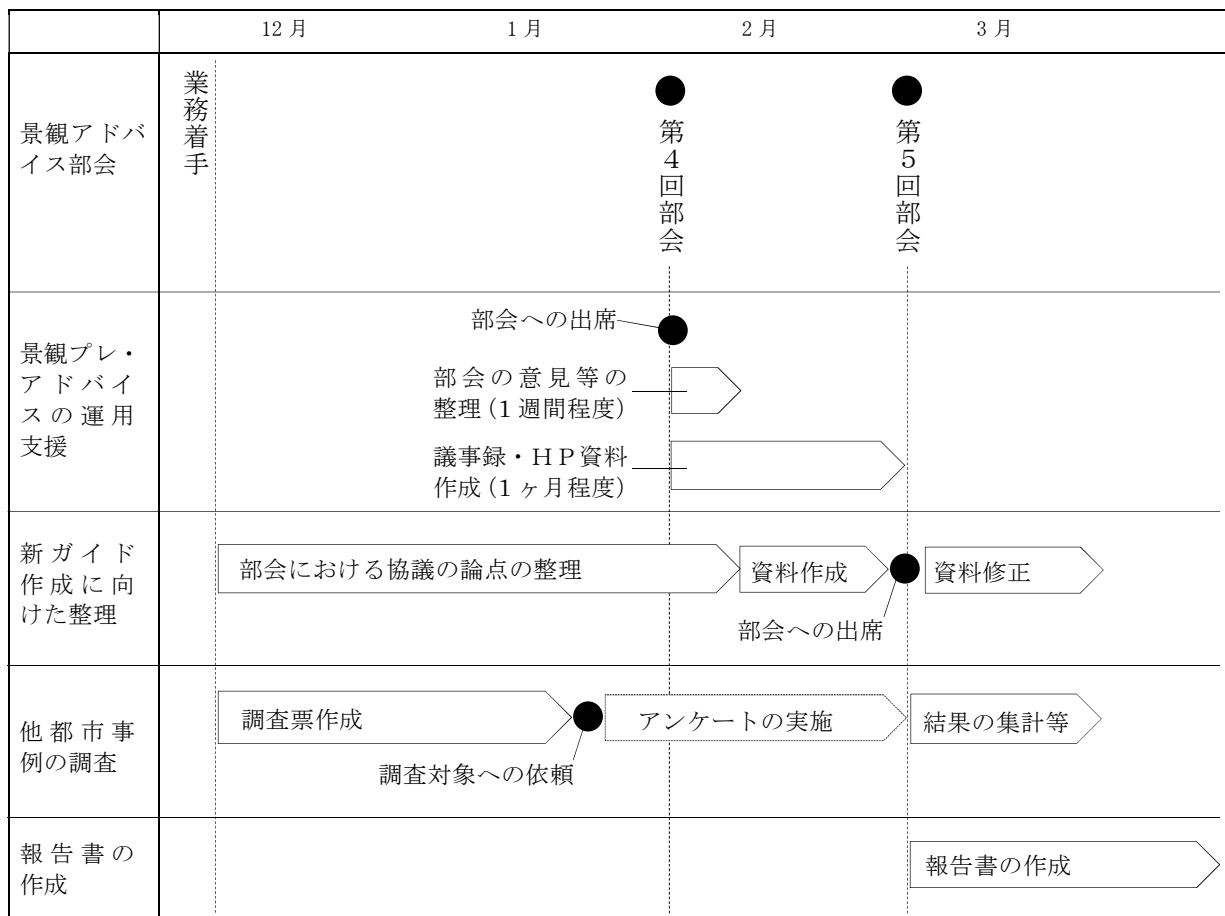 12月
1月
2月
3月
景観アドバ
イス部会
業務着手
第4回部会
第5回部会
景観プレ・
アドバイ
スの運用
支援
部会への出席
部会の意見等の
整理(1週間程度)
議事録・HP資料
作成(1ヶ月程度)
新ガイド
作成に向
けた整理
部会における協議の論点の整理
資料作成
資料修正
部会への出席
他都市事
例の調査
調査票作成
アンケートの実施
結果の集計等
調査対象への依頼
報告書の
作成
報告書の作成